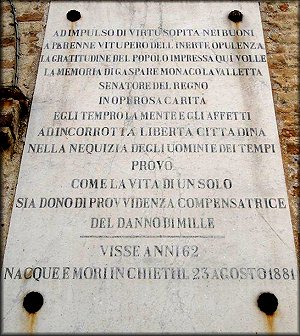 AD IMPULSO DI VIRTÙ SOPITA NEI BUONI
A PERENNE VITUPERO DELL'INERTE OPULENZA
LA GRATITUDINE DEL POPOLO IMPRESSA QUI VOLLE
LA MEMORIA DI GASPARE MONACO LA VALLETTA
SENATORE DEL REGNO
IN OPEROSA CARITÀ
EGLI TEMPRO LA MENTE E GLI AFFETTI
AD INCORROTTA LIBERTÀ CITTADINA
NELLA NEQUIZIA DEGLI UOMINI E DEI TEMPI
PROVÒ
COME LA VITA DI UN SOLO
SIA DONO DI PROVVIDENZA COMPENSATRICE
DEL DANNO DI MILLE
VISSE ANNI 62
NACQUE E MORÌ IN CHIETI IL 23 AGOSTO 1881